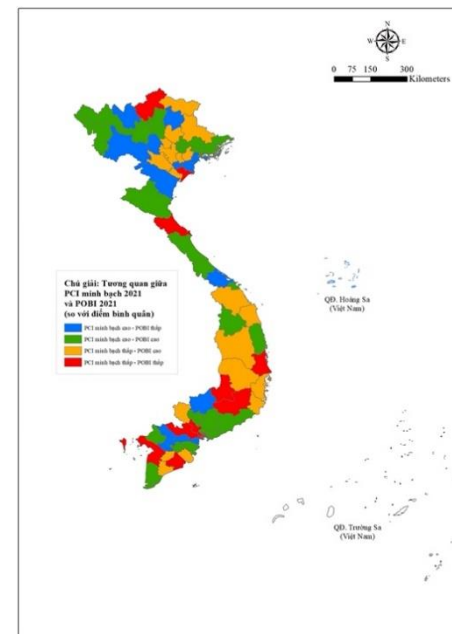 N
W E
S
0 75 150 300
Kilometers
QĐ. Hoàng Sa
(Việt Nam)
Chú giải: Tương quan giữa
PCI minh bạch 2021
và POBI 2021
(so với điểm bình quân)
PCI minh bạch cao - POBI thấp
PCI minh bạch cao - POBI cao
PCI minh bạch thấp - POBI cao
PCI minh bạch thấp - POBI thấp
QĐ. Trường Sa
(Việt Nam)